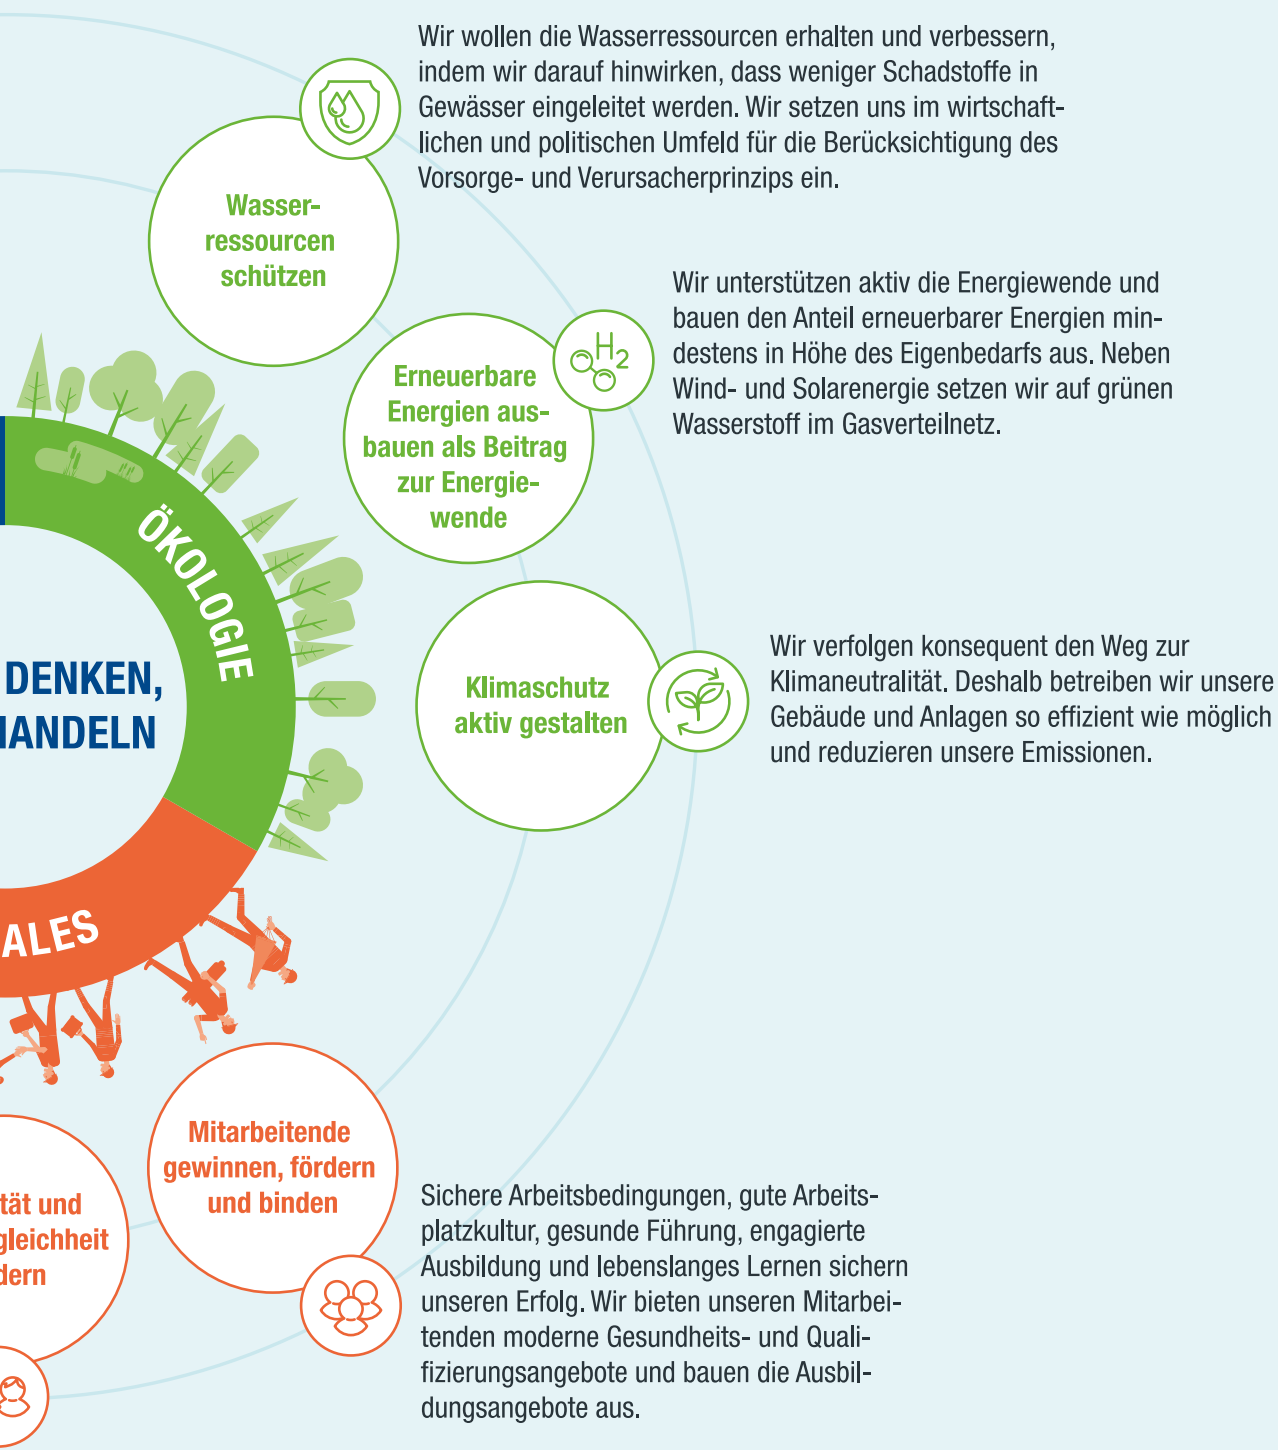 Wir wollen die Wasserressourcen erhalten und verbessern,
indem wir darauf hinwirken, dass weniger Schadstoffe in
Gewässer eingeleitet werden. Wir setzen uns im wirtschaft-
lichen und politischen Umfeld für die Berücksichtigung des
Vorsorge- und Verursacherprinzips ein.
Wasser-
ressourcen
schützen
Wir unterstützen aktiv die Energiewende und
bauen den Anteil erneuerbarer Energien min-
destens in Höhe des Eigenbedarfs aus. Neben
Wind- und Solarenergie setzen wir auf grünen
Wasserstoff im Gasverteilnetz.
H2
Erneuerbare
Energien aus-
bauen als Beitrag
zur Energie-
wende
ÖKOLOGIE
DENKEN,
HANDELN
Klimaschutz
aktiv gestalten
Wir verfolgen konsequent den Weg zur
Klimaneutralität. Deshalb betreiben wir unsere
Gebäude und Anlagen so effizient wie möglich
und reduzieren unsere Emissionen.
ALES
Mitarbeitende
gewinnen, fördern
und binden
tät und
gleichheit
dern
Sichere Arbeitsbedingungen, gute Arbeits-
platzkultur, gesunde Führung, engagierte
Ausbildung und lebenslanges Lernen sichern
unseren Erfolg. Wir bieten unseren Mitarbei-
tenden moderne Gesundheits- und Quali-
fizierungsangebote und bauen die Ausbil-
dungsangebote aus.